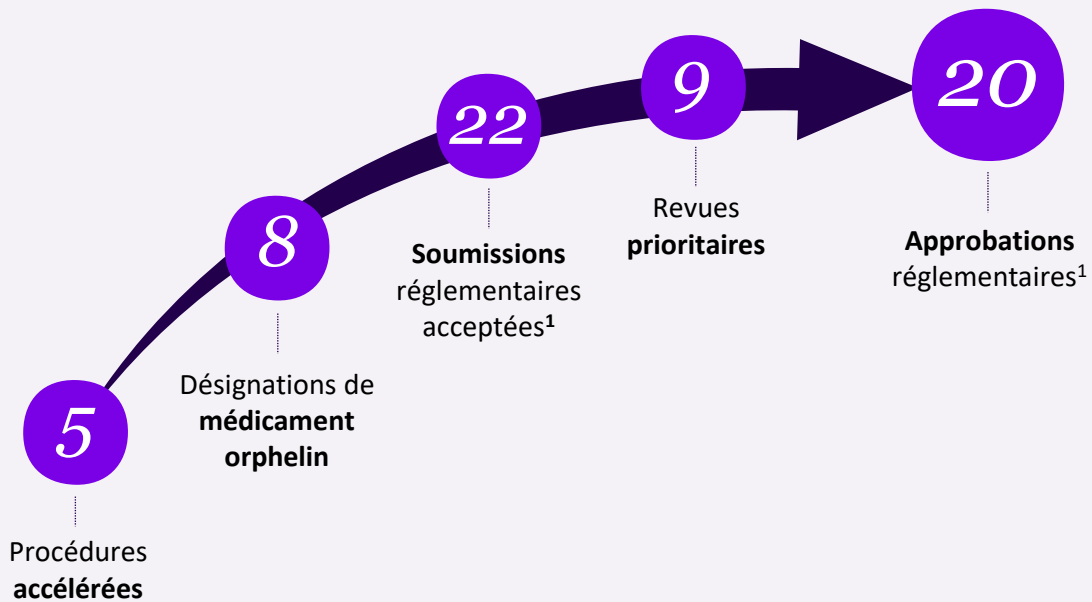 5
Procédures
accélérées
8
Désignations de
médicament
orphelin
22
Soumissions
réglementaires
acceptées¹
9
Revues
prioritaires
20
Approbations
réglementaires¹